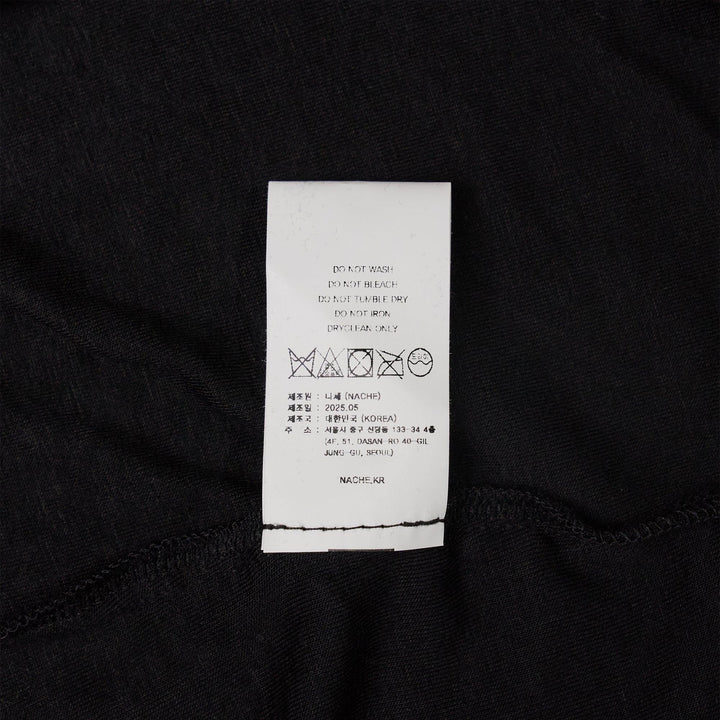 DO NOT WASH
DO NOT BLEACH
DO NOT TUMBLE DRY
DO NOT IRON
DRYCLEAN ONLY
제조원 : 니체 (NACHE)
제조일 : 2025.05
제조국 : 대한민국 (KOREA)
주 소 : 서울시 중구 신당동 133-34 4층
(4F, 51, DASAN-RO 40-GIL
JUNG-GU, SEOUL)
NACHE.KR